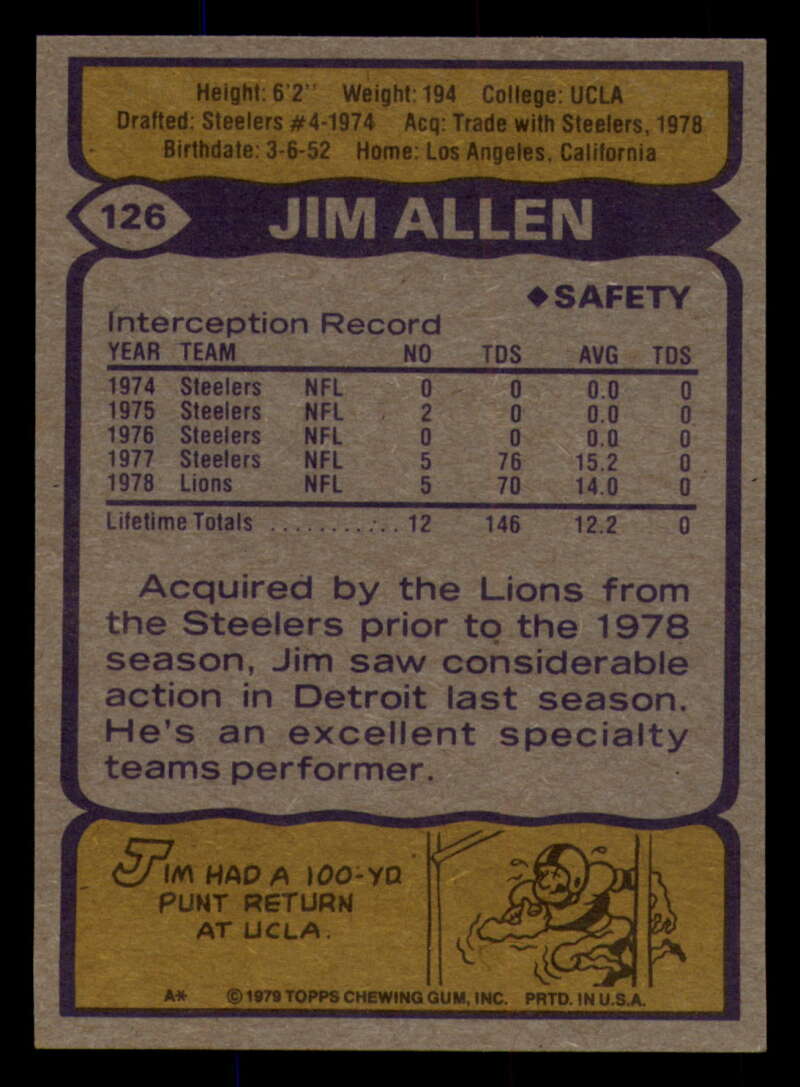 Height: 6'2" Weight: 194 College: UCLA
Drafted: Steelers #4-1974 Acq: Trade with Steelers, 1978
Birthdate: 3-6-52 Home: Los Angeles, California
126 JIM ALLEN
◆SAFETY
Interception Record
YEAR TEAM NO TDS AVG TDS
1974 Steelers NFL 0 0 0.0 0
1975 Steelers NFL 2 0 0.0 0
1976 Steelers NFL 0 0 0.0 0
1977 Steelers NFL 5 76 15.2 0
1978 Lions NFL 5 70 14.0 0
Lifetime Totals ............ 12 146 12.2 0
Acquired by the Lions from
the Steelers prior to the 1978
season, Jim saw considerable
action in Detroit last season.
He's an excellent specialty
teams performer.
JIM HAD A 100-YD
PUNT RETURN
AT UCLA.
A* © 1979 TOPPS CHEWING GUM, INC. PRTD. IN U.S.A.